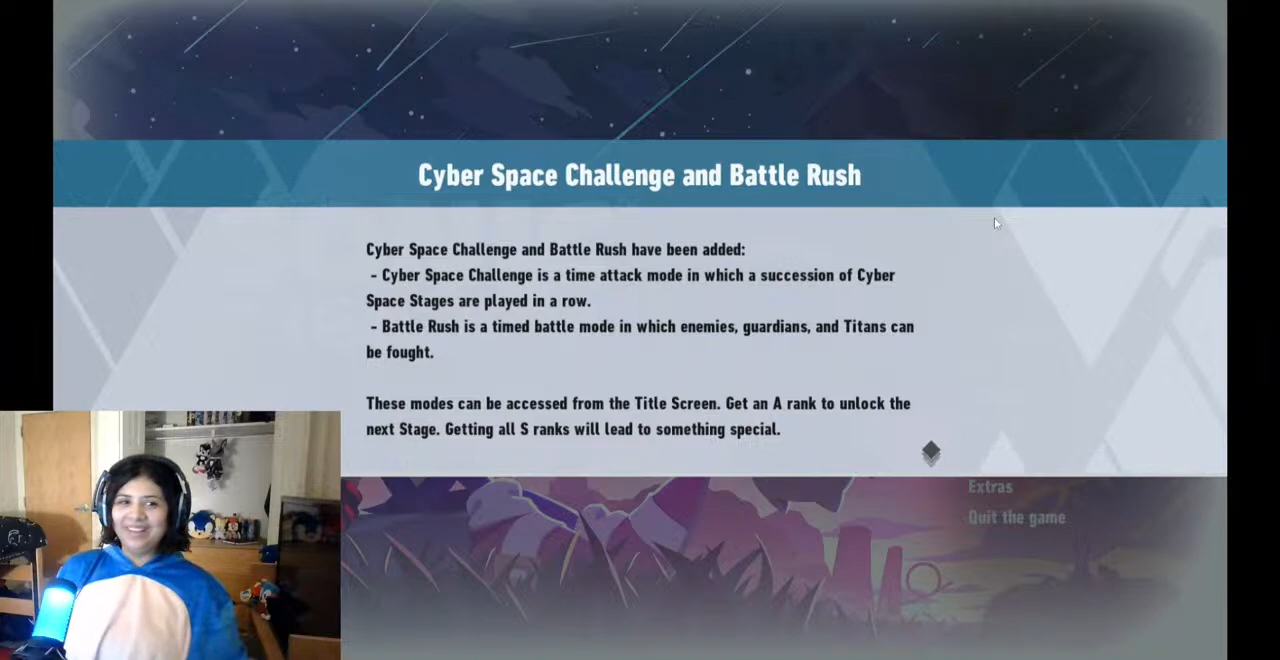 Cyber Space Challenge and Battle Rush
Cyber Space Challenge and Battle Rush have been added:
- Cyber Space Challenge is a time attack mode in which a succession of Cyber
Space Stages are played in a row.
- Battle Rush is a timed battle mode in which enemies, guardians, and Titans can
be fought.
These modes can be accessed from the Title Screen. Get an A rank to unlock the
next Stage. Getting all S ranks will lead to something special.
Extras
Quit the game